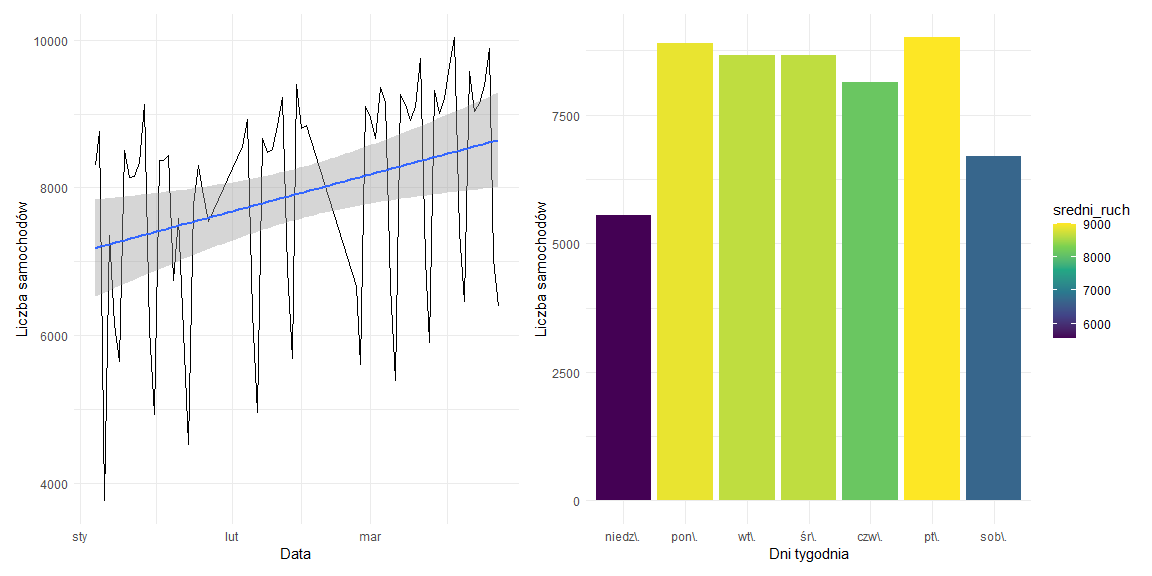 Liczba samochodów
10000
8000
6000
4000
sty
lut
mar
Data
Liczba samochodów
7500
5000
2500
0
niedz\.
pon\.
wt\.
śr\.
czw\.
pt\.
sob\.
Dni tygodnia
sredni_ruch
9000
8000
7000
6000